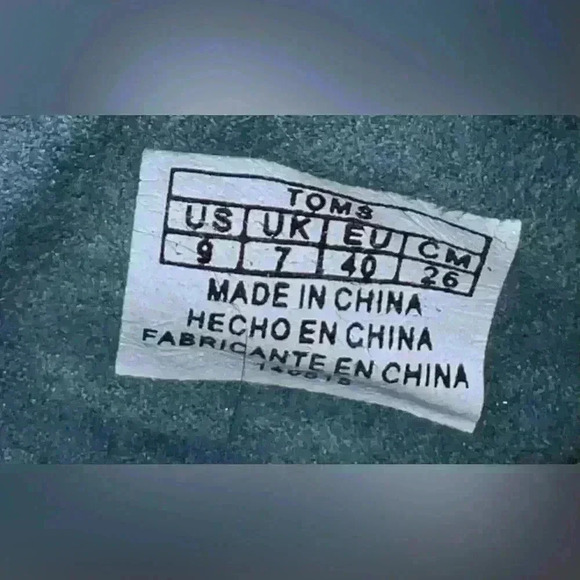 TOMS
US UK EU CM
9 7 40 26
MADE IN CHINA
HECHO EN CHINA
FABRICANTE EN CHINA